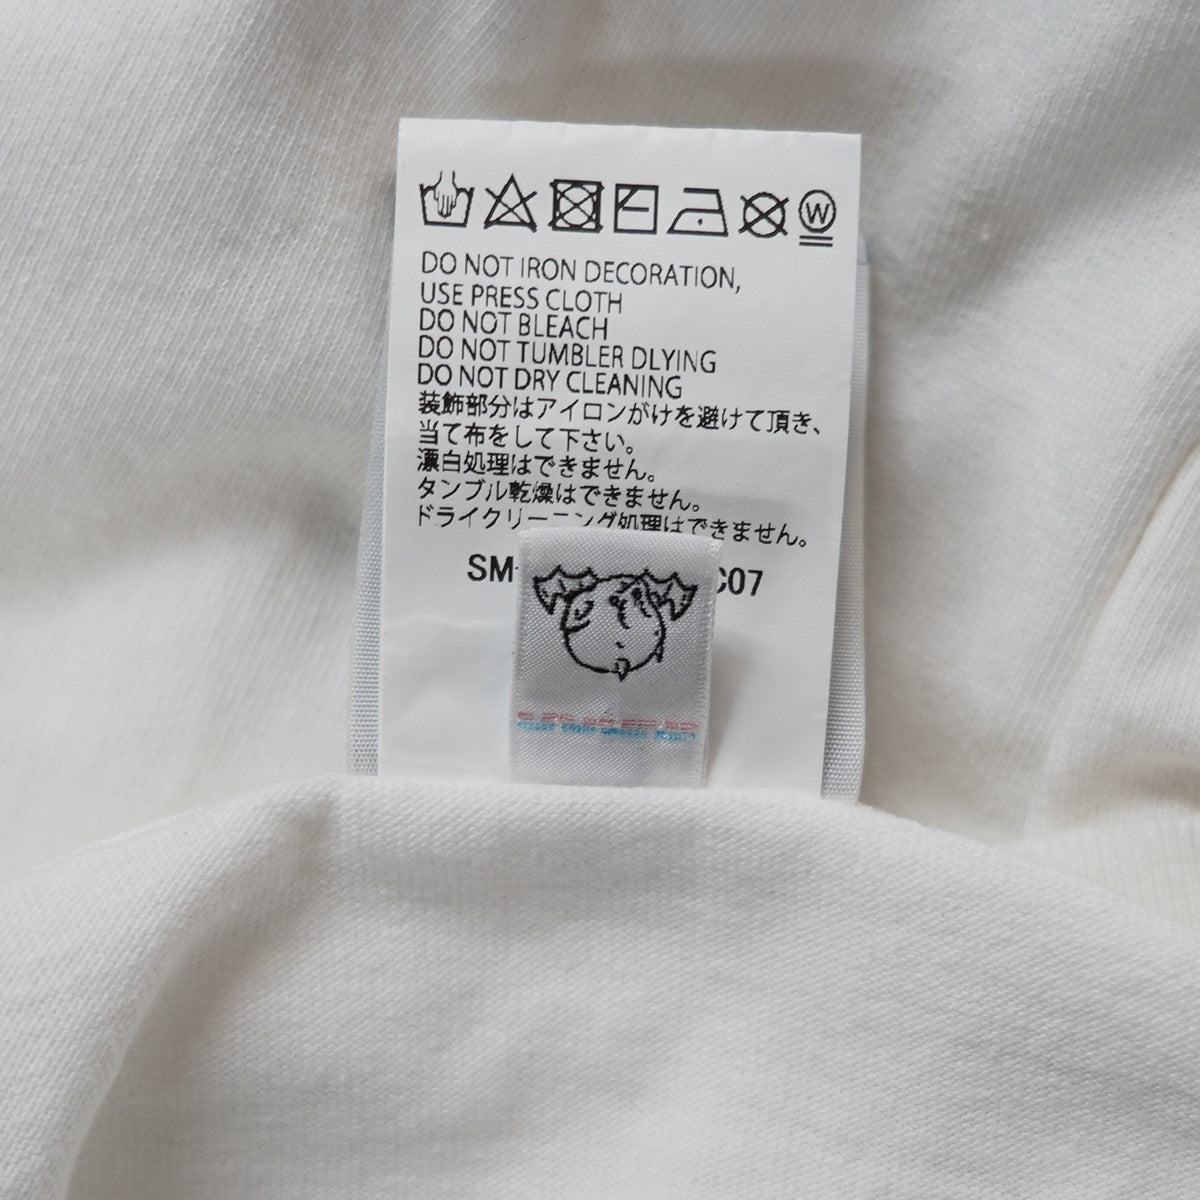 W
DO NOT IRON DECORATION,
USE PRESS CLOTH
DO NOT BLEACH
DO NOT TUMBLER DLYING
DO NOT DRY CLEANING
装飾部分はアイロンがけを避けて頂き、
当て布をして下さい。
漂白処理はできません。
タンブル乾燥はできません。
ドライクリーニング処理はできません。
SM- C07